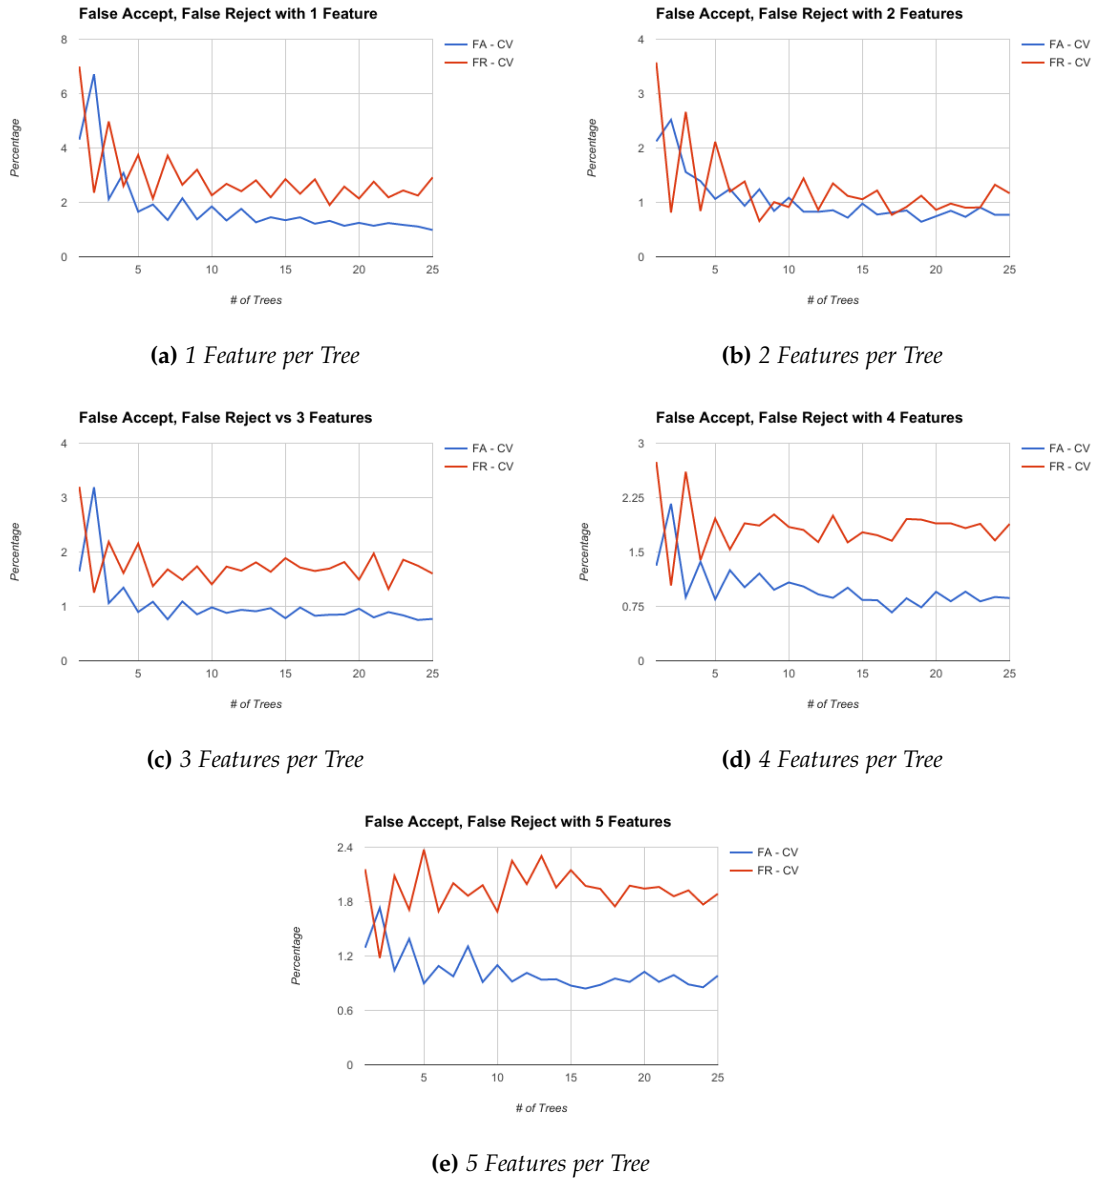 False Accept, False Reject with 1 Feature
8
6
4
2
0
Percentage
5
10
15
20
25
# of Trees
FA - CV
FR - CV
(a) 1 Feature per Tree
False Accept, False Reject with 2 Features
4
3
2
1
0
Percentage
5
10
15
20
25
# of Trees
FA - CV
FR - CV
(b) 2 Features per Tree
False Accept, False Reject vs 3 Features
4
3
2
1
0
Percentage
5
10
15
20
25
# of Trees
FA - CV
FR - CV
(c) 3 Features per Tree
False Accept, False Reject with 4 Features
3
2.25
1.5
0.75
0
Percentage
5
10
15
20
25
# of Trees
FA - CV
FR - CV
(d) 4 Features per Tree
False Accept, False Reject with 5 Features
2.4
1.8
1.2
0.6
0
Percentage
5
10
15
20
25
# of Trees
FA - CV
FR - CV
(e) 5 Features per Tree